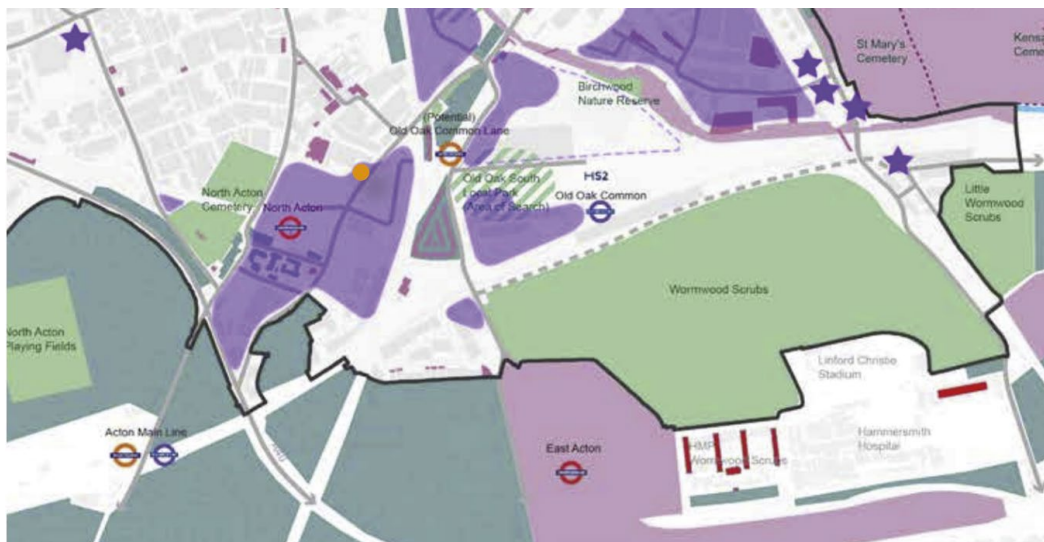 St Mary's
Cemetery
Kensa
Ceme
Birchwood
Nature Reserve
(Potential)
Old Oak Common Lane
HS2
Old Oak Common
Old Oak South
Local Park
(Area of Search)
North Acton
Cemetery
North Acton
Little
Wormwood
Scrubs
Wormwood Scrubs
North Acton
Playing Fields
Linford Christie
Stadium
Acton Main Line
A40
East Acton
HMP
Wormwood Scrubs
Hammersmith
Hospital